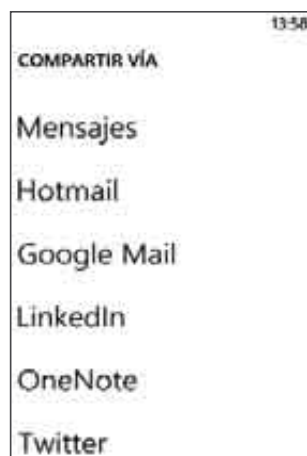 13:58
COMPARTIR VÍA
Mensajes
Hotmail
Google Mail
LinkedIn
OneNote
Twitter